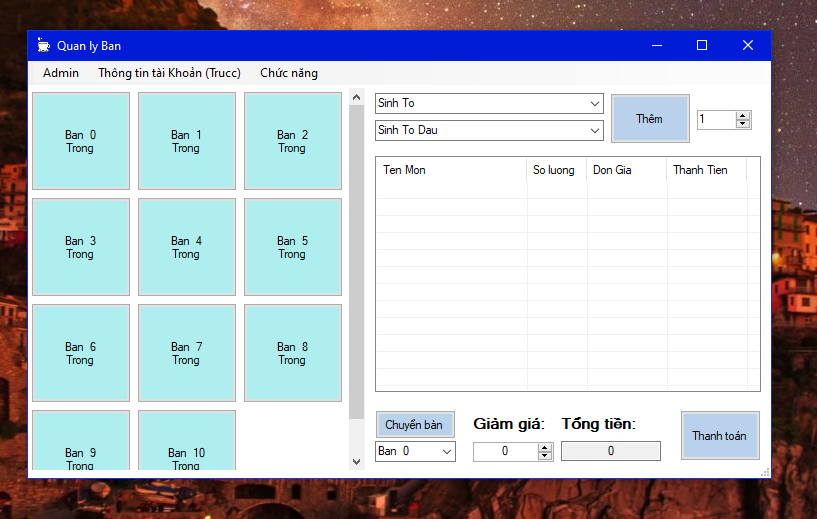 Quan ly Ban
Admin Thông tin tài Khoản (Trucc) Chức năng
Ban 0
Trong
Ban 1
Trong
Ban 2
Trong
Ban 3
Trong
Ban 4
Trong
Ban 5
Trong
Ban 6
Trong
Ban 7
Trong
Ban 8
Trong
Ban 9
Trong
Ban 10
Trong
Sinh To
Sinh To Dau
Thêm
1
Ten Mon So luong Don Gia Thanh Tien
Chuyển bàn
Ban 0
Giảm giá:
0
Tổng tiền:
0
Thanh toán